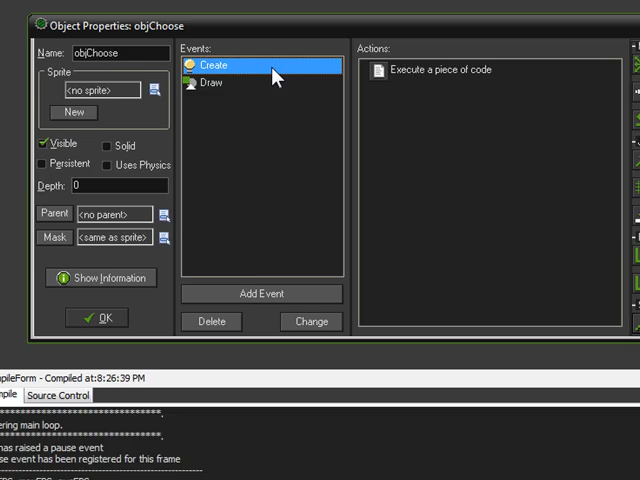 Object Properties: objChoose
Name: objChoose
Sprite
<no sprite>
New
Visible
Solid
Persistent
Uses Physics
Depth: 0
Parent <no parent>
Mask <same as sprite>
Show Information
OK
Events:
Create
Draw
Add Event
Delete
Change
Actions:
Execute a piece of code
mpileForm - Compiled at:8:26:39 PM
mpile
Source Control
****************************************.
ering main loop.
****************************************.
has raised a pause event
se event has been registered for this frame